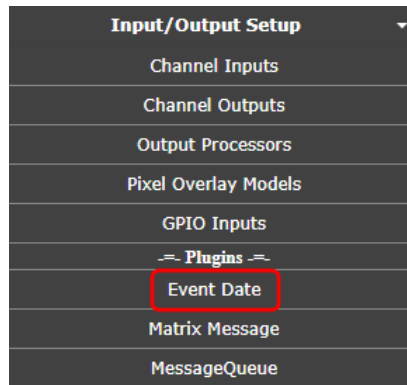 Input/Output Setup
Channel Inputs
Channel Outputs
Output Processors
Pixel Overlay Models
GPIO Inputs
-=- Plugins -=-
Event Date
Matrix Message
MessageQueue